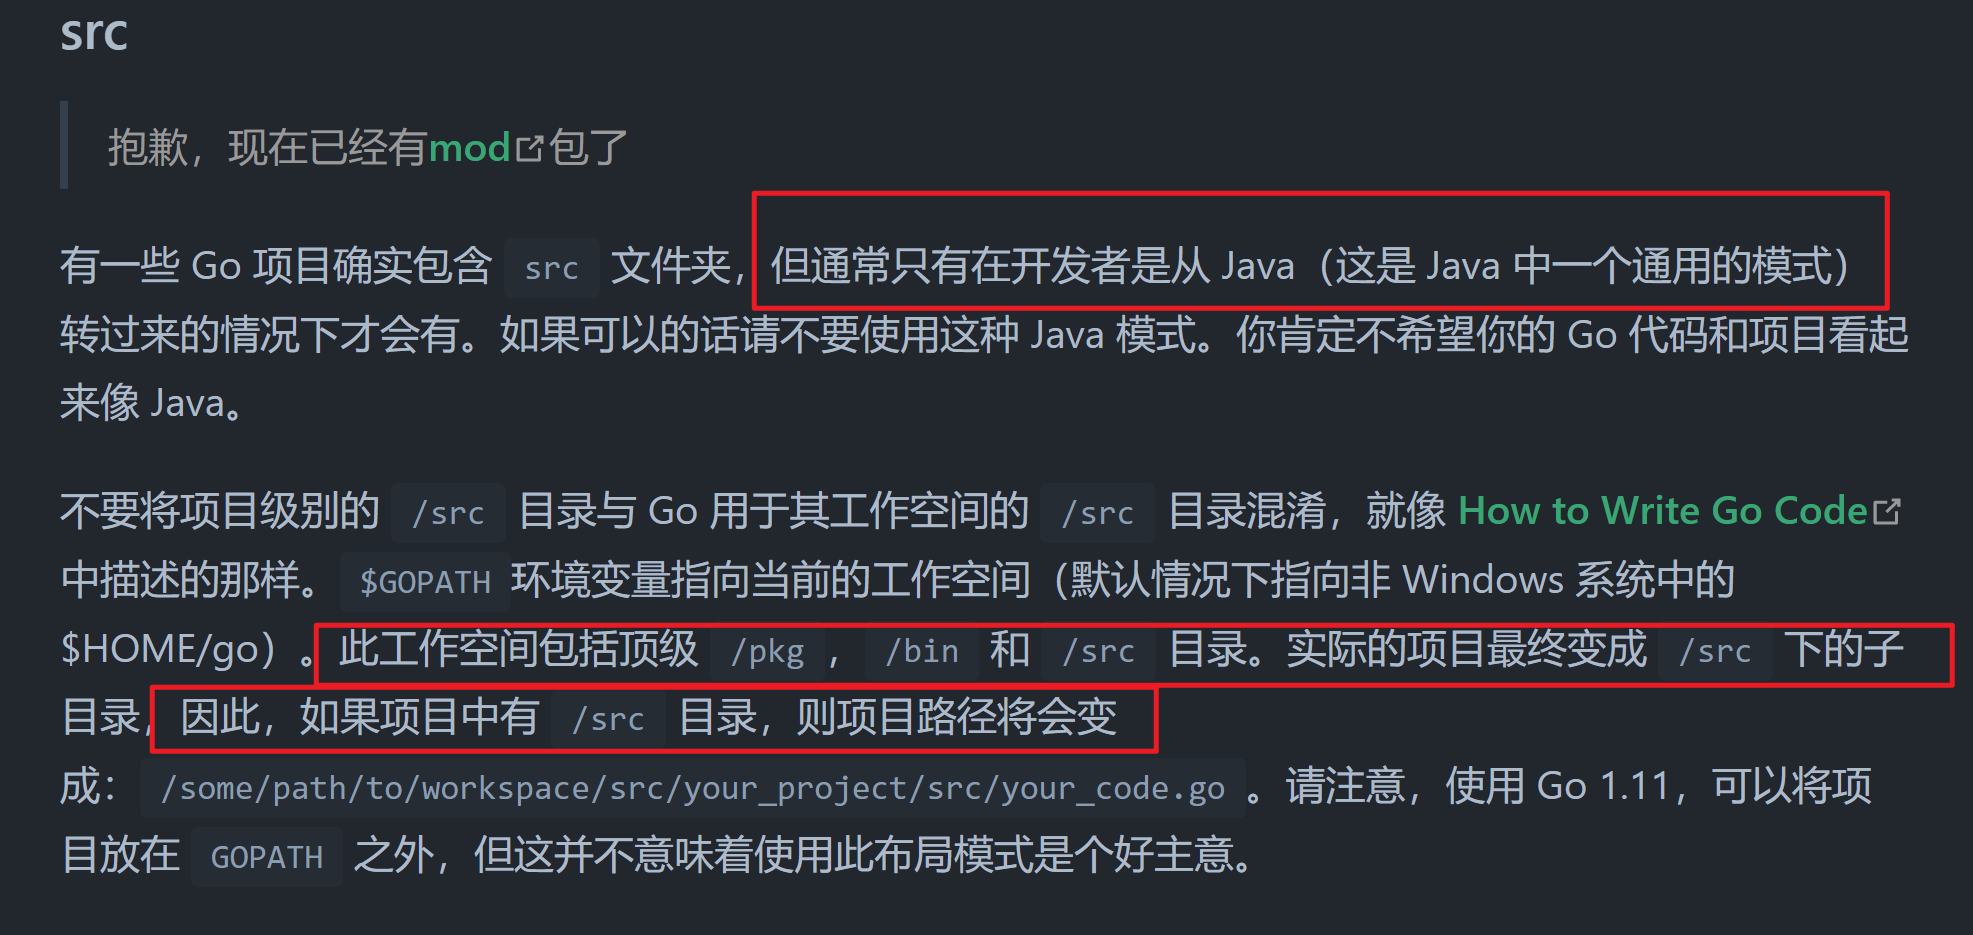 src
抱歉，现在已经有mod包了
有一些 Go 项目确实包含 src 文件夹，但通常只有在开发者是从 Java（这是 Java 中一个通用的模式）
转过来的情况下才会有。如果可以的话请不要使用这种 Java 模式。你肯定不希望你的 Go 代码和项目看起
来像 Java。
不要将项目级别的 /src 目录与 Go 用于其工作空间的 /src 目录混淆，就像 How to Write Go Code
中描述的那样。 $GOPATH 环境变量指向当前的工作空间（默认情况下指向非 Windows 系统中的
$HOME/go）。此工作空间包括顶级 /pkg ， /bin 和 /src 目录。实际的项目最终变成 /src 下的子
目录，因此，如果项目中有 /src 目录，则项目路径将会变
成： /some/path/to/workspace/src/your_project/src/your_code.go 。请注意，使用 Go 1.11，可以将项
目放在 GOPATH 之外，但这并不意味着使用此布局模式是个好主意。